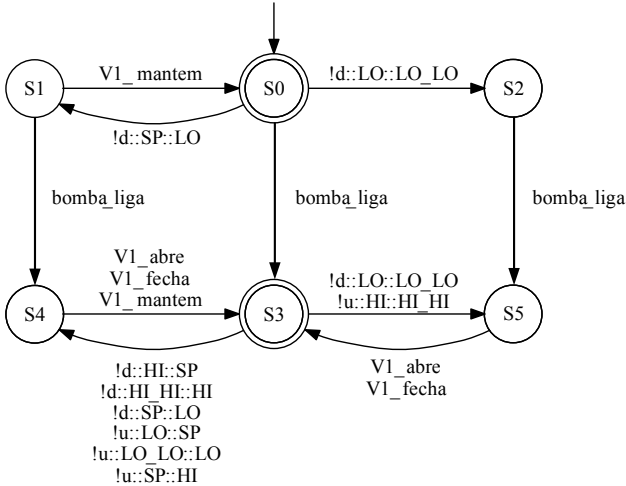 V1_mantem
!d::LO::LO_LO
S1
S0
S2
!d::SP::LO
bomba_liga
bomba_liga
bomba_liga
V1_abre
V1_fecha
V1_mantem
!d::LO::LO_LO
!u::HI::HI_HI
S4
S3
S5
!d::HI::SP
!d::HI_HI::HI
!d::SP::LO
!u::LO::SP
!u::LO_LO::LO
!u::SP::HI
V1_abre
V1_fecha